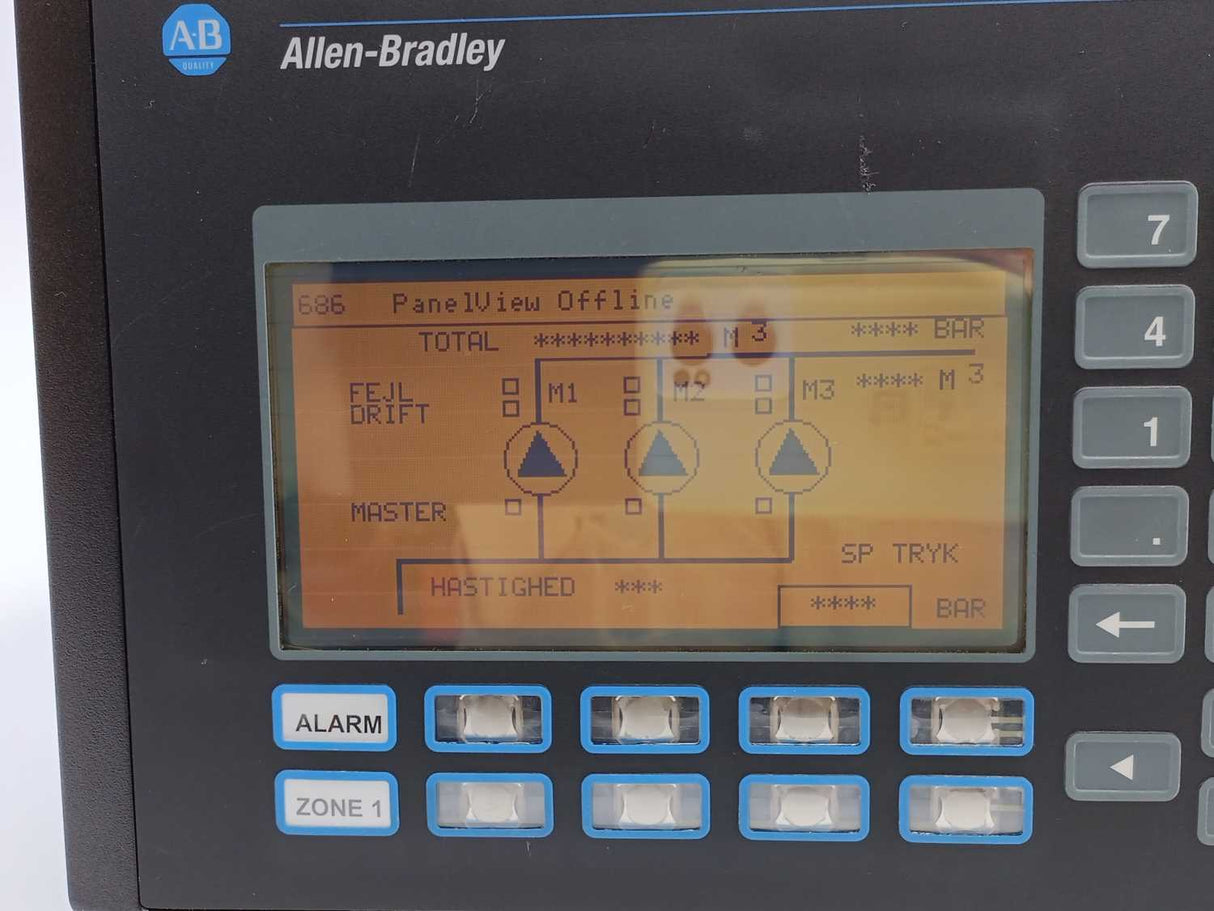 A·B
QUALITY
Allen-Bradley
686 PanelView Offline
TOTAL ********** M 3 **** BAR
FEJL M1 M2 M3 **** M 3
DRIFT
MASTER
SP TRYK
HASTIGHED ***
**** BAR
7
4
1
.
ALARM
ZONE 1